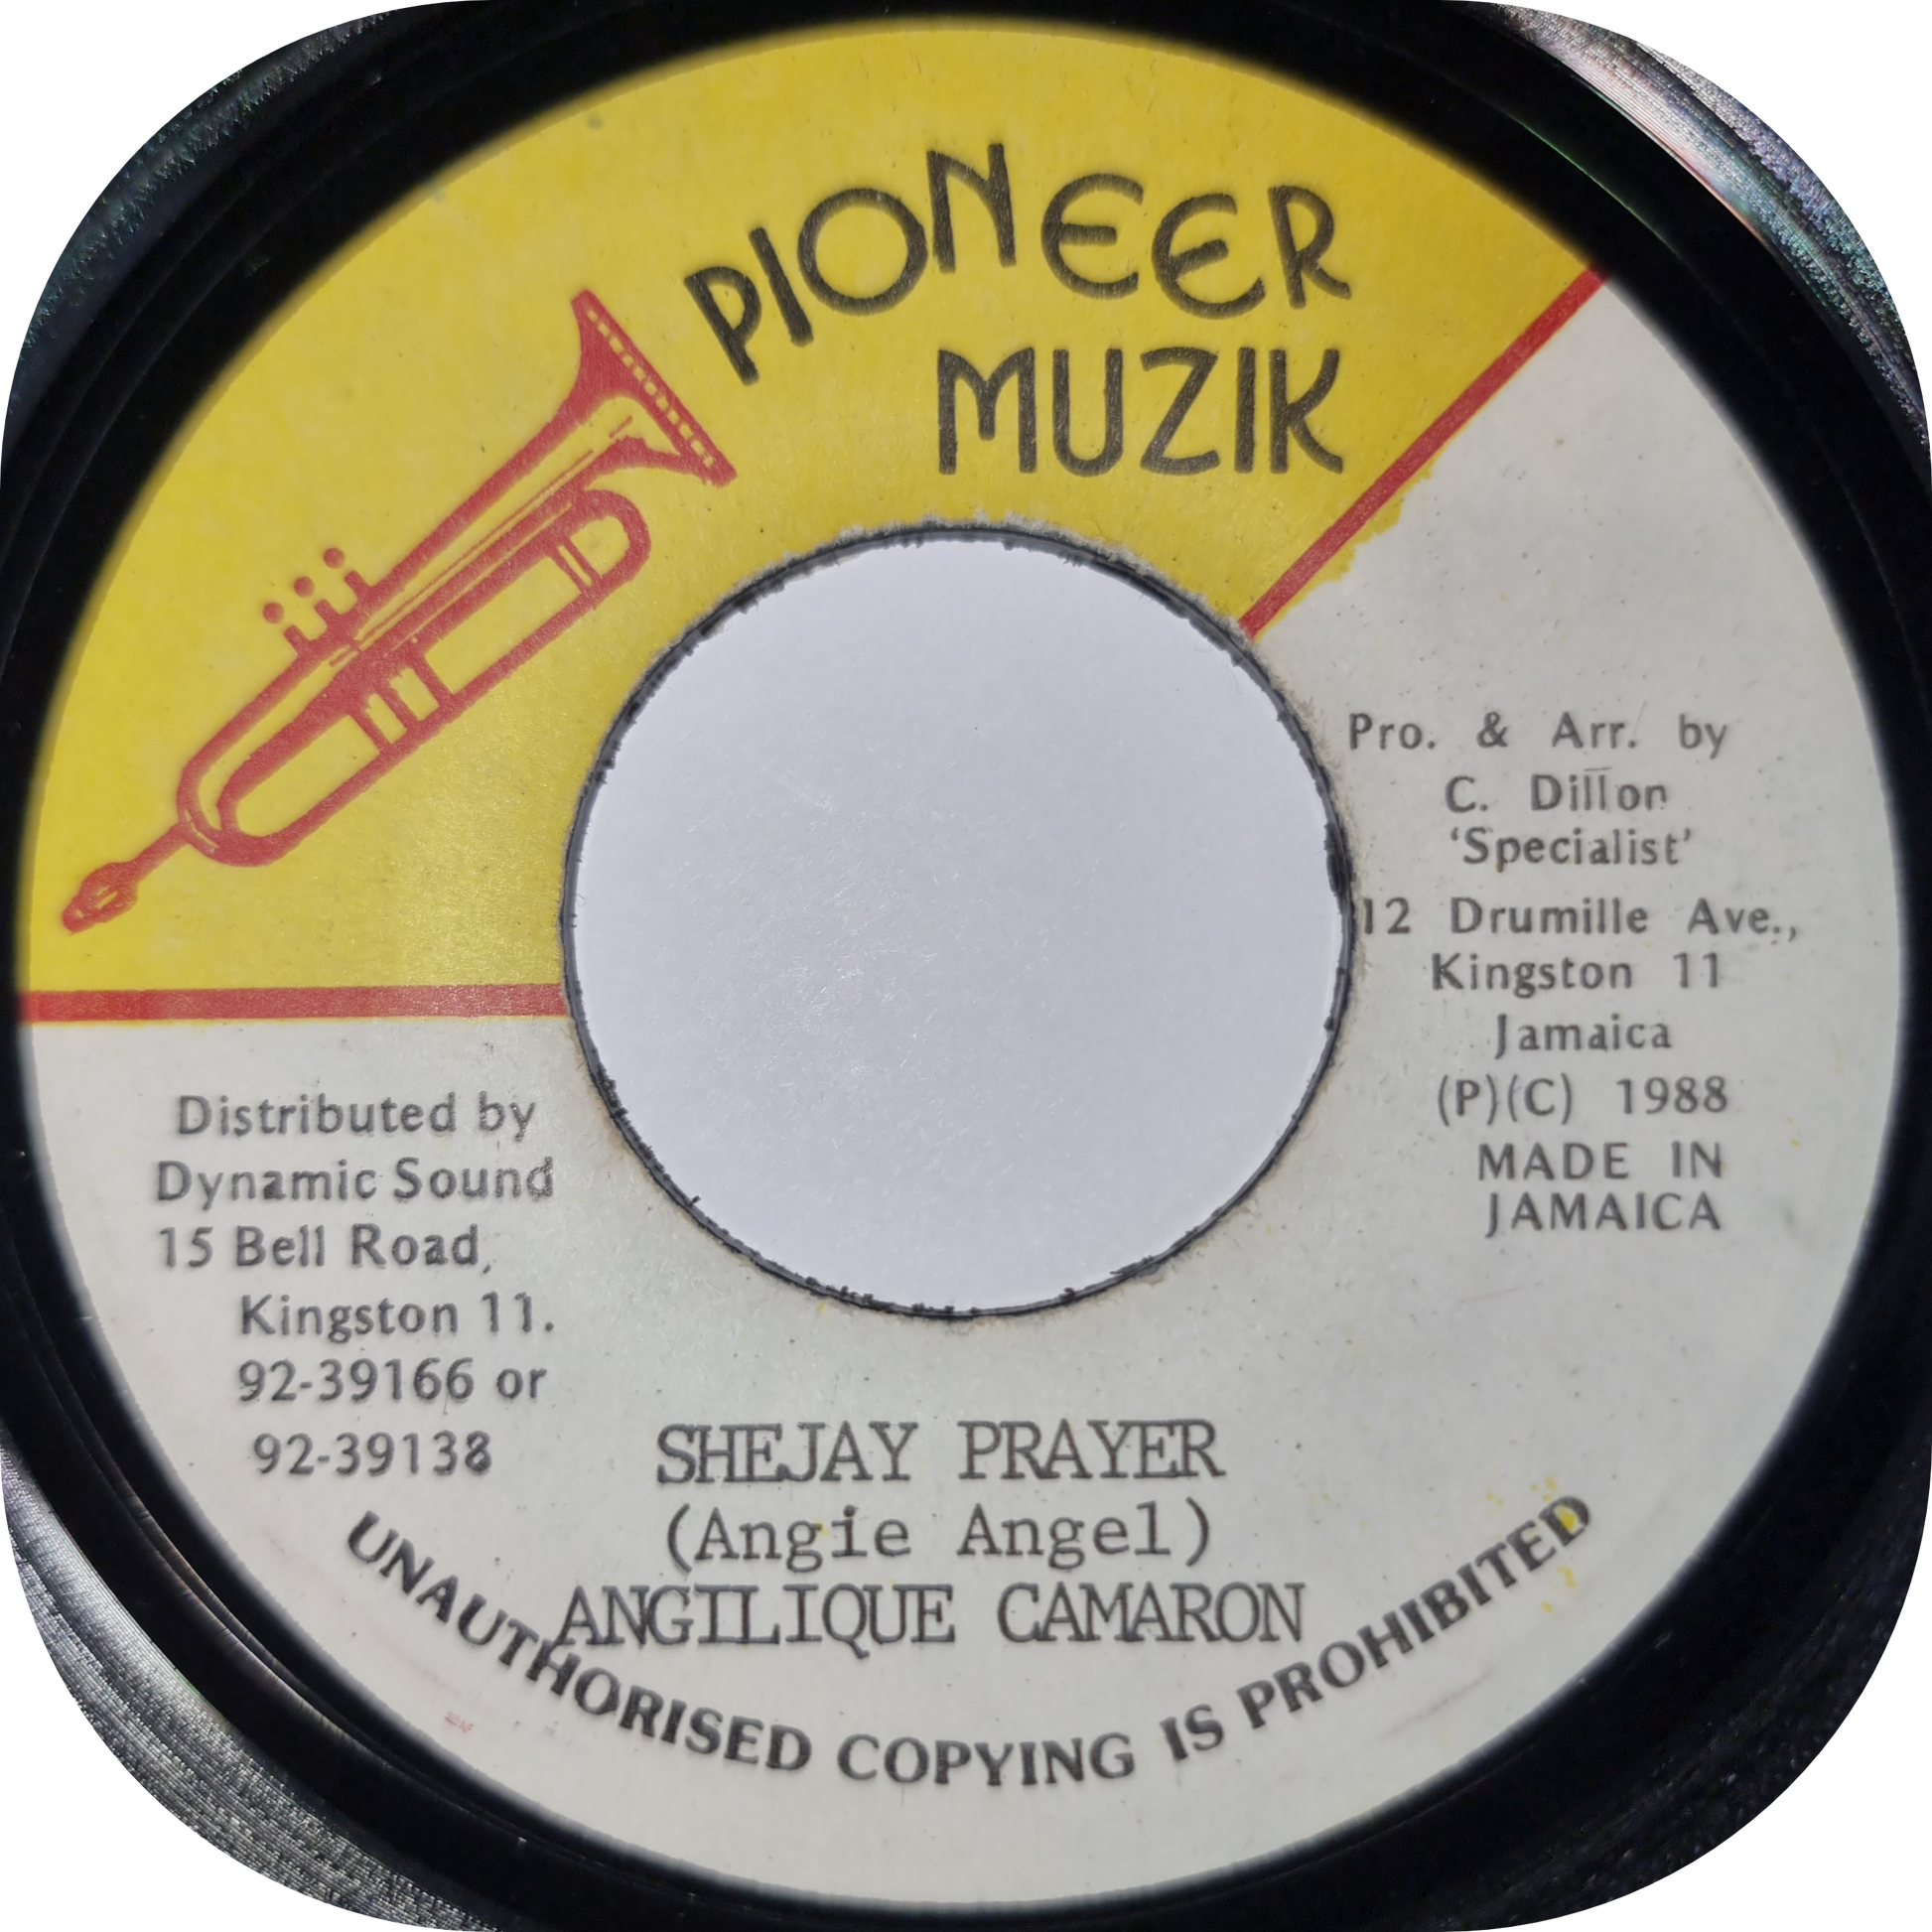 PIONEER
MUZIK
Pro. & Arr. by
C. Dillon
‘Specialist’
12 Drumille Ave.,
Kingston 11
Jamaica
(P)(C) 1988
MADE IN
JAMAICA
Distributed by
Dynamic Sound
15 Bell Road,
Kingston 11.
92-39166 or
92-39138
SHEJAY PRAYER
(Angie Angel)
ANGILIQUE CAMARON
UNAUTHORISED COPYING IS PROHIBITED